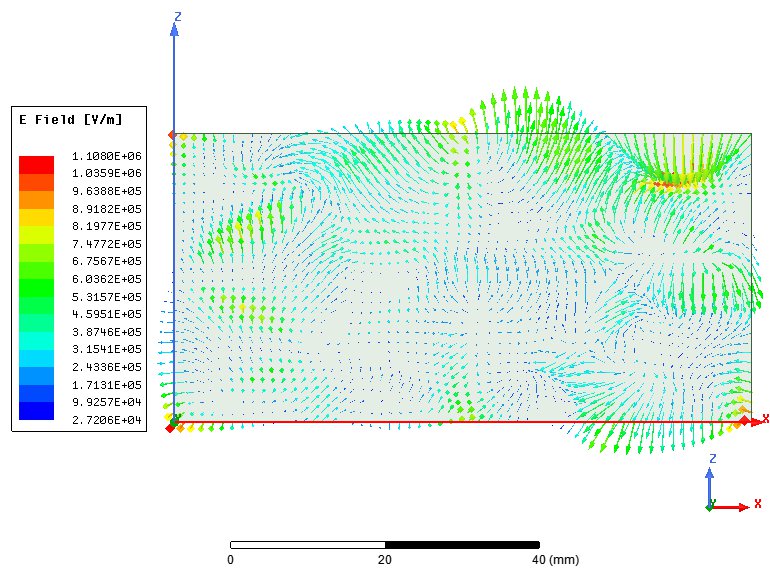 Z
E Field [V/m]
1.1080E+06
1.0359E+06
9.6388E+05
8.9182E+05
8.1977E+05
7.4772E+05
6.7567E+05
6.0362E+05
5.3157E+05
4.5951E+05
3.8746E+05
3.1541E+05
2.4336E+05
1.7131E+05
9.9257E+04
2.7206E+04
Y
X
Z
Y
X
0 20 40 (mm)